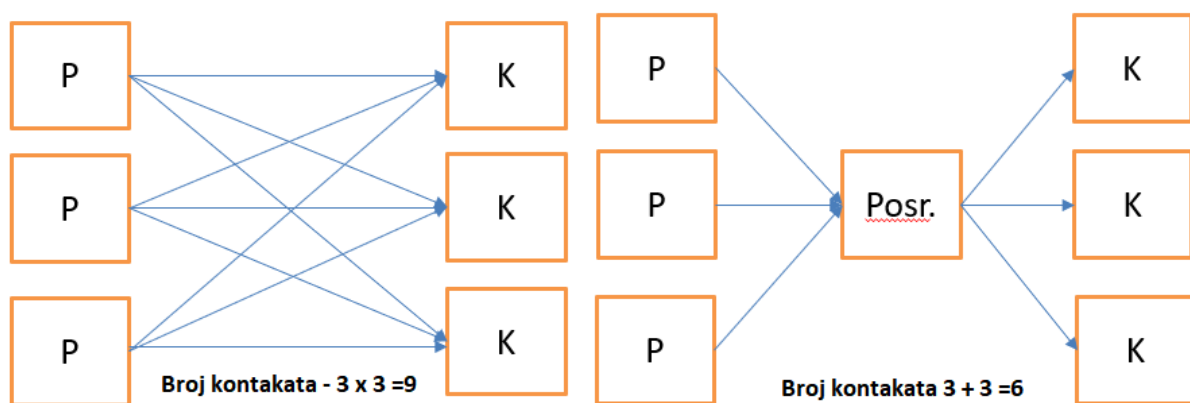 P
K
P
K
P
K
Broj kontakata - 3 x 3 =9
P
K
P
Posr.
K
P
K
Broj kontakata 3 + 3 =6